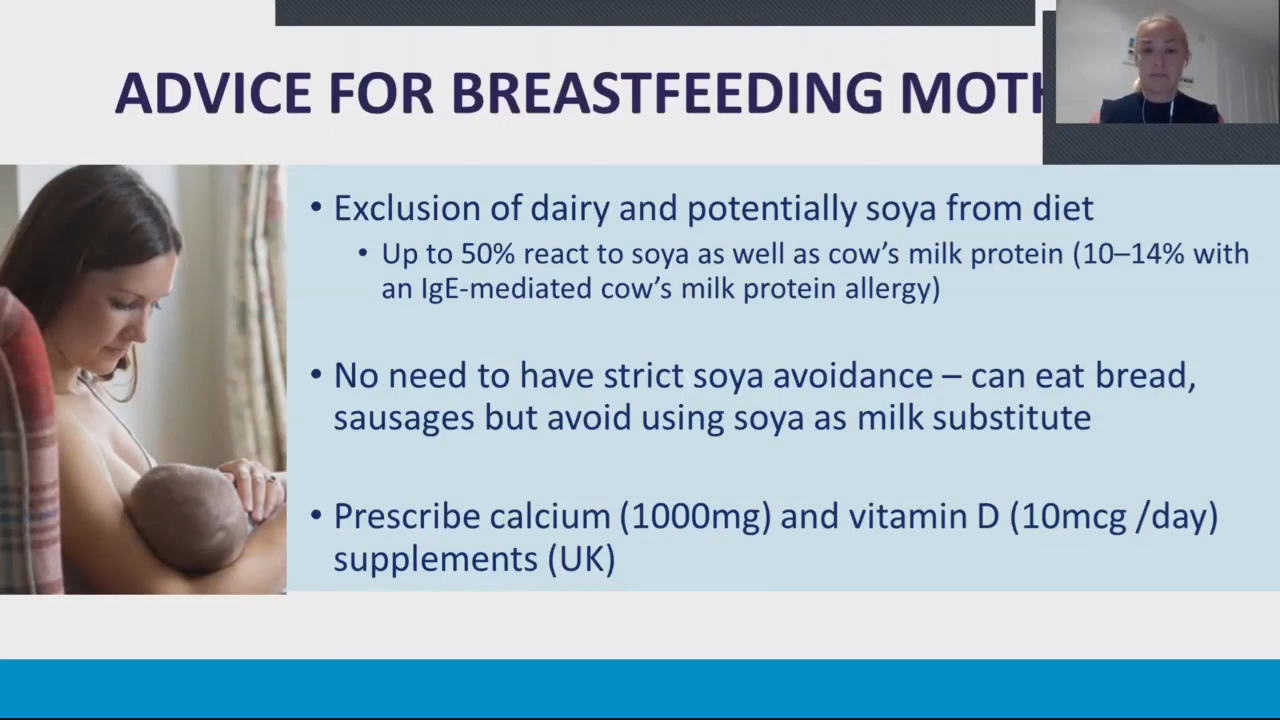 ADVICE FOR BREASTFEEDING
• Exclusion of dairy and potentially soya from diet
• Up to 50% react to soya as well as cow's milk protein (10–14% with
an IgE-mediated cow's milk protein allergy)
• No need to have strict soya avoidance – can eat bread,
sausages but avoid using soya as milk substitute
• Prescribe calcium (1000mg) and vitamin D (10mcg /day)
supplements (UK)